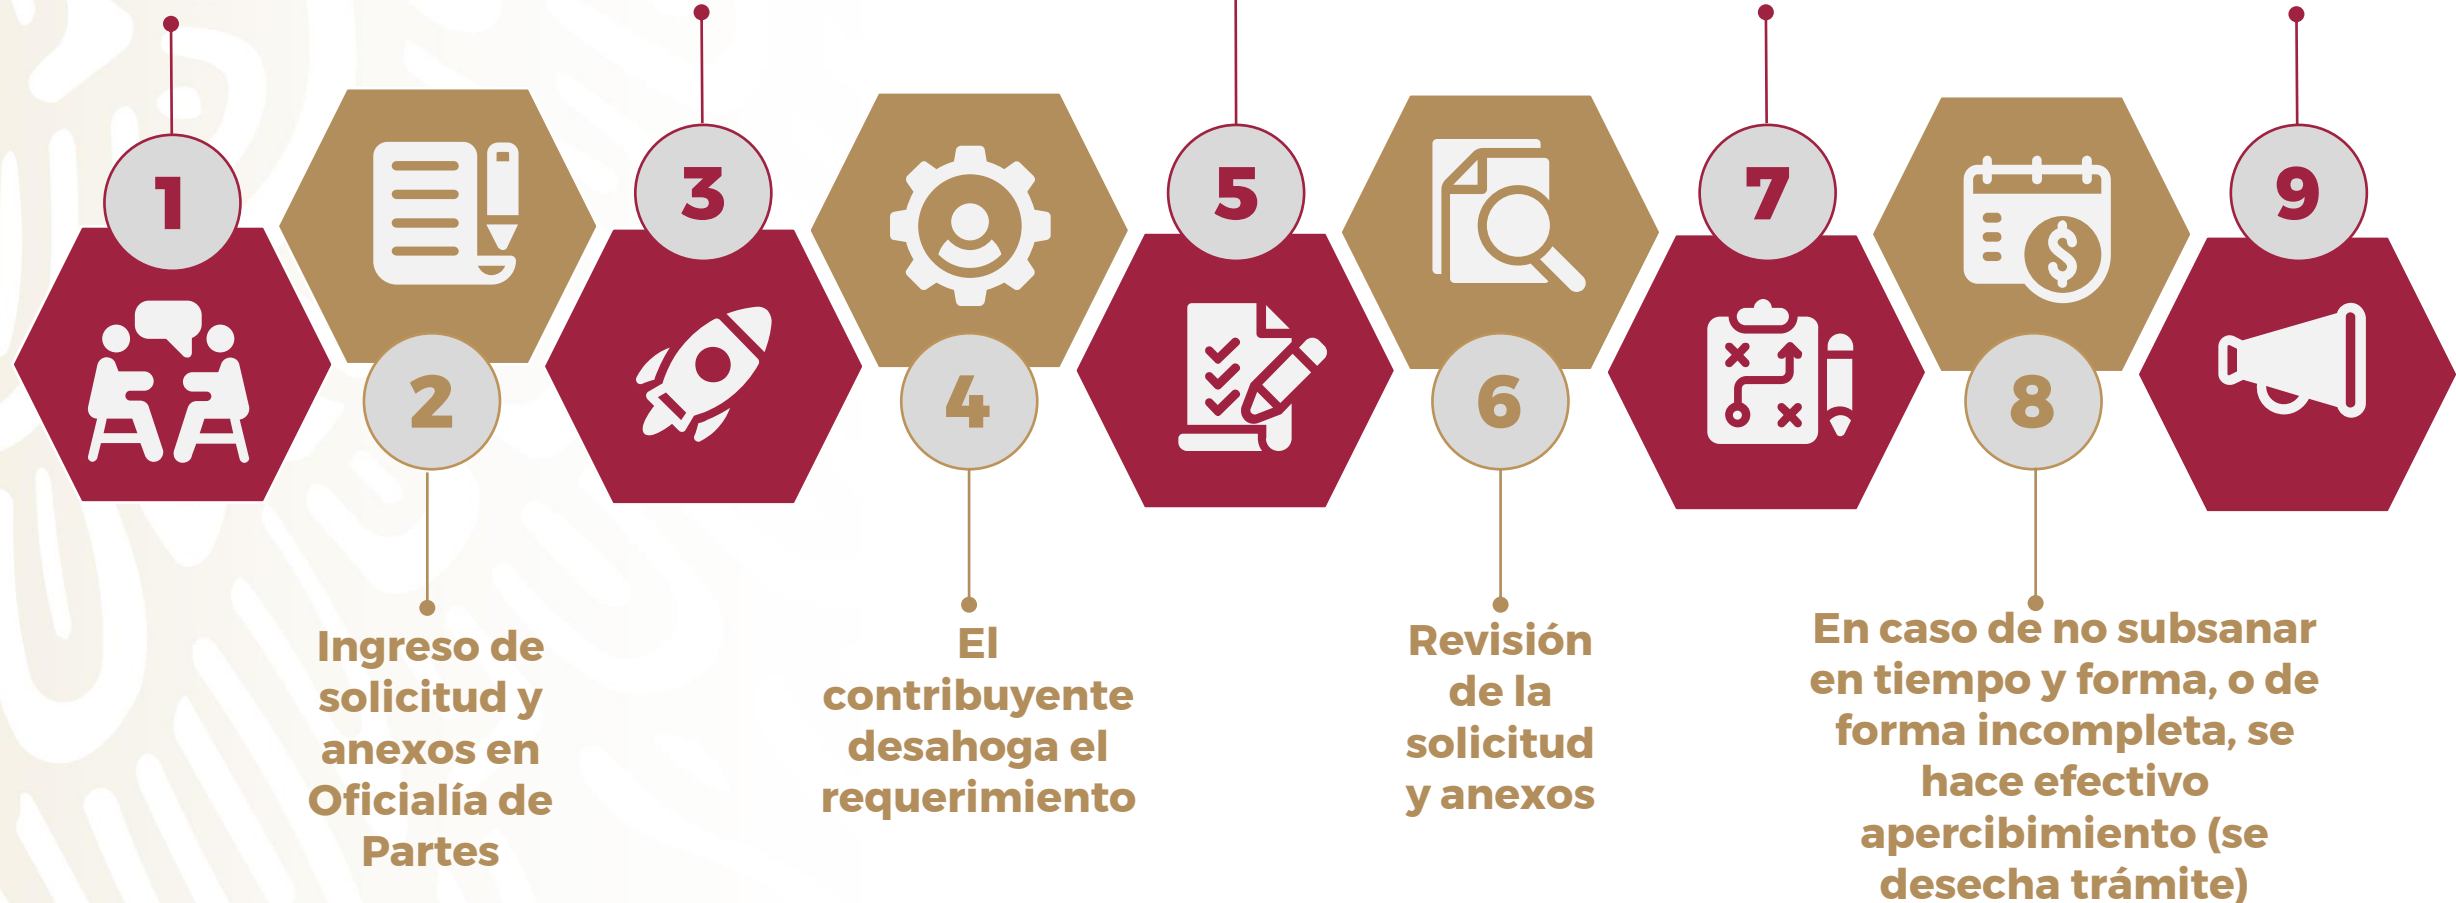 1
3
5
7
9
2
4
6
8
Ingreso de
solicitud y
anexos en
Oficialía de
Partes
El
contribuyente
desahoga el
requerimiento
Revisión
de la
solicitud
y anexos
En caso de no subsanar
en tiempo y forma, o de
forma incompleta, se
hace efectivo
apercibimiento (se
desecha trámite)